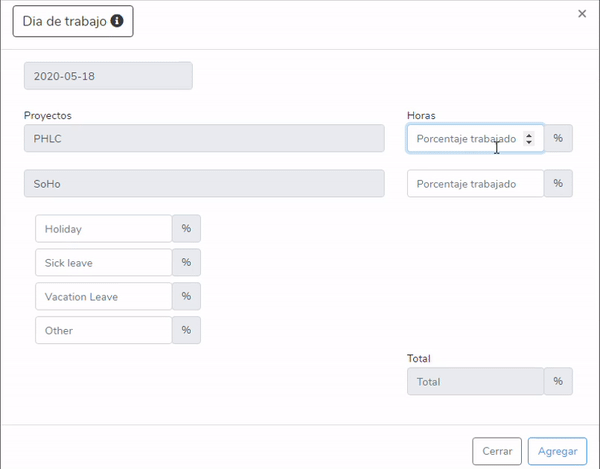 Dia de trabajo
×
2020-05-18
Proyectos Horas
PHLC Porcentaje trabajado %
SoHo Porcentaje trabajado %
Holiday %
Sick leave %
Vacation Leave %
Other %
Total
Total %
Cerrar Agregar